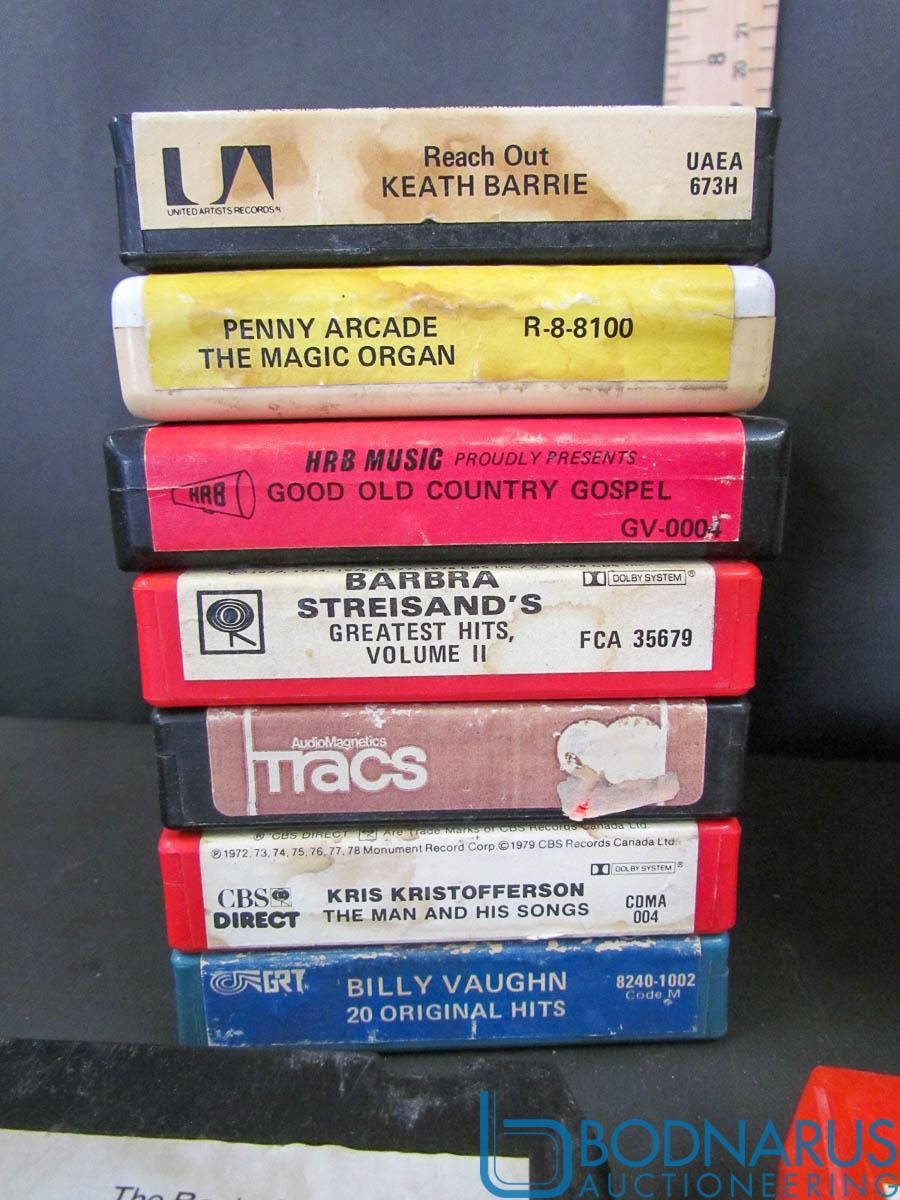 8
21
20
UA
UNITED ARTISTS RECORDS
Reach Out
KEATH BARRIE
UAEA
673H
PENNY ARCADE
THE MAGIC ORGAN
R-8-8100
HRB MUSIC PROUDLY PRESENTS
HRB
GOOD OLD COUNTRY GOSPEL
GV-0004
BARBRA
STREISAND'S
GREATEST HITS,
VOLUME II
DOLBY SYSTEM ®
FCA 35679
AudioMagnetics
Tracs
® CBS DIRECT Are Trade Marks of CBS Records Canada Ltd.
℗ 1972, 73, 74, 75, 76, 77, 78 Monument Record Corp © 1979 CBS Records Canada Ltd.
DOLBY SYSTEM ®
CBS
DIRECT
KRIS KRISTOFFERSON
THE MAN AND HIS SONGS
CDMA
004
GRT
BILLY VAUGHN
20 ORIGINAL HITS
8240-1002
Code M
The
BODNARUS
AUCTIONEERING